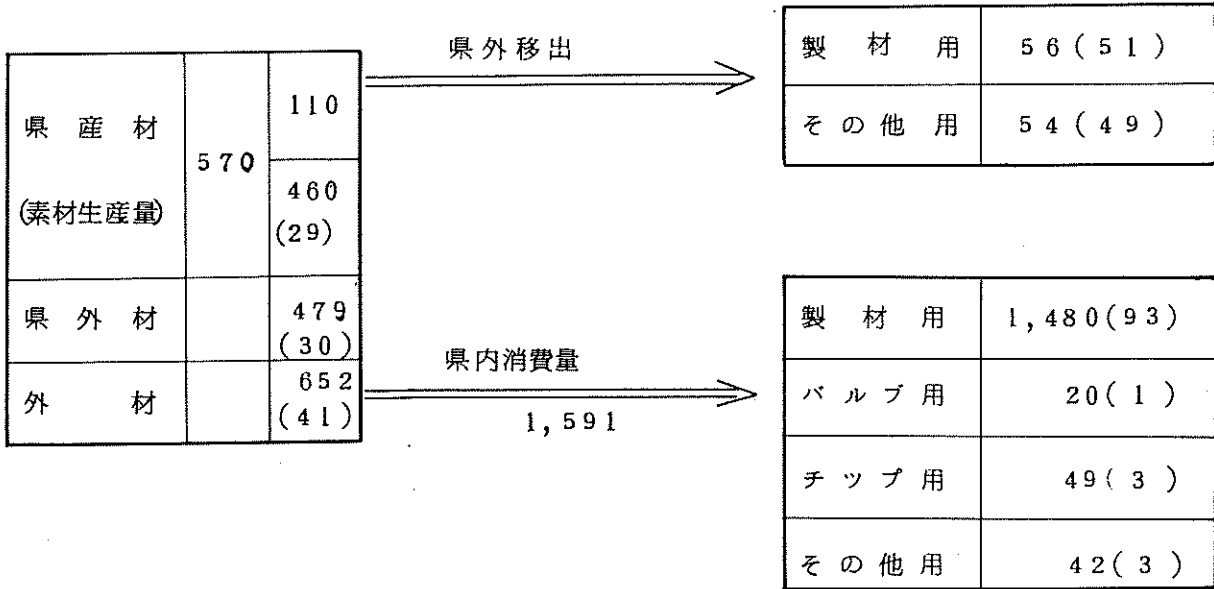 県産材
(素材生産量)
570
110
460
(29)
県外材
479
(30)
外材
652
(41)
県外移出
製材用 56(51)
その他用 54(49)
県内消費量
1,591
製材用 1,480(93)
バルブ用 20(1)
チップ用 49(3)
その他用 42(3)